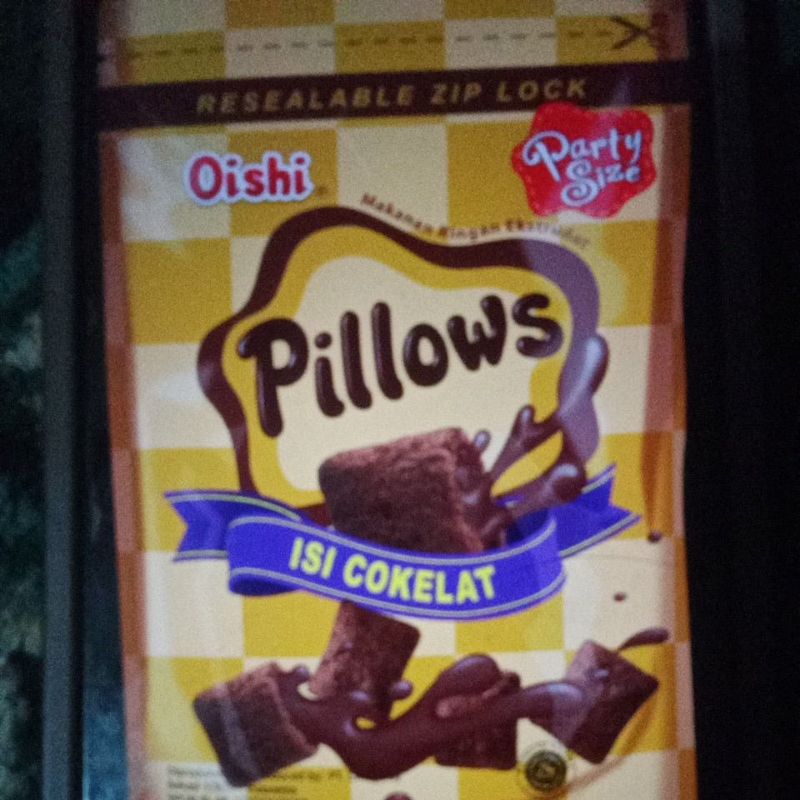 RESEALABLE ZIP LOCK
Oishi
Party
Size
Makanan Ringan Ekstrudat
Pillows
ISI COKELAT